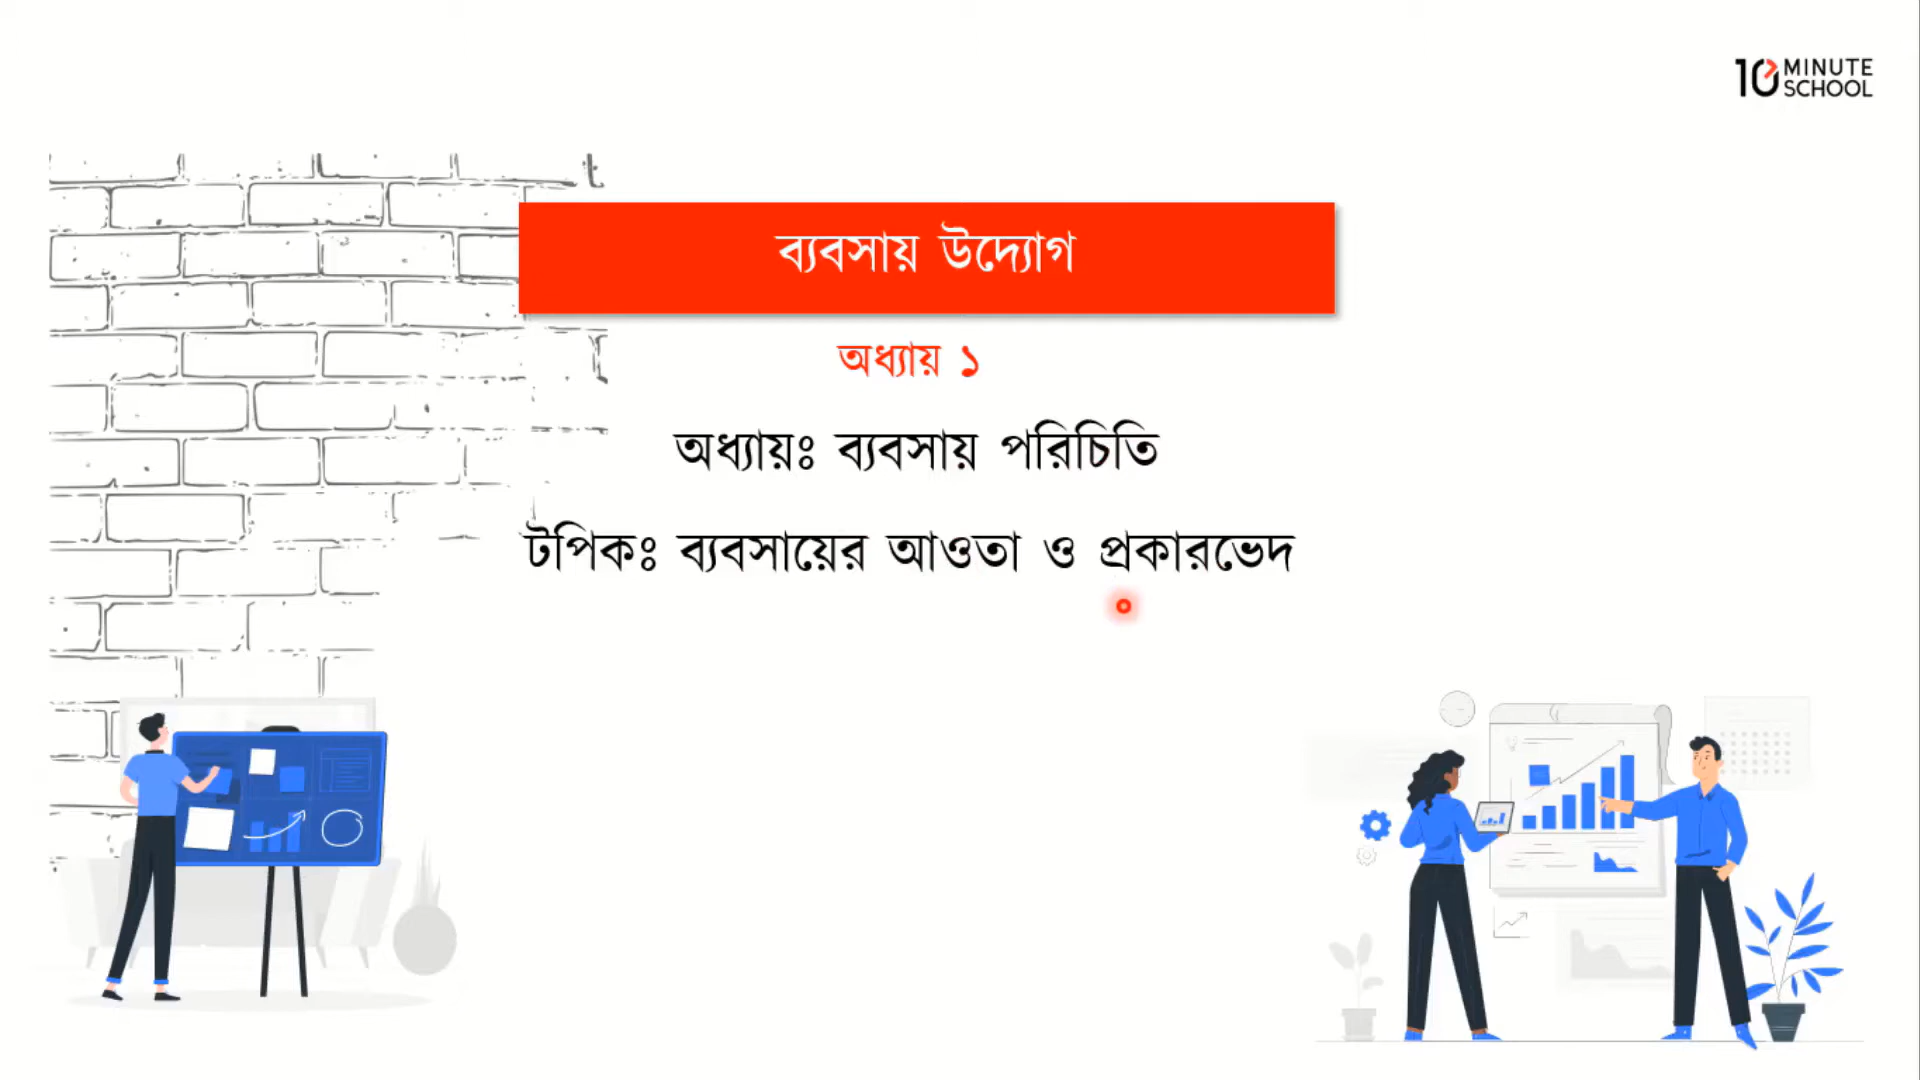 10 MINUTE
SCHOOL
ব্যবসায় উদ্যোগ
অধ্যায় ১
অধ্যায়ঃ ব্যবসায় পরিচিতি
টপিকঃ ব্যবসায়ের আওতা ও প্রকারভেদ